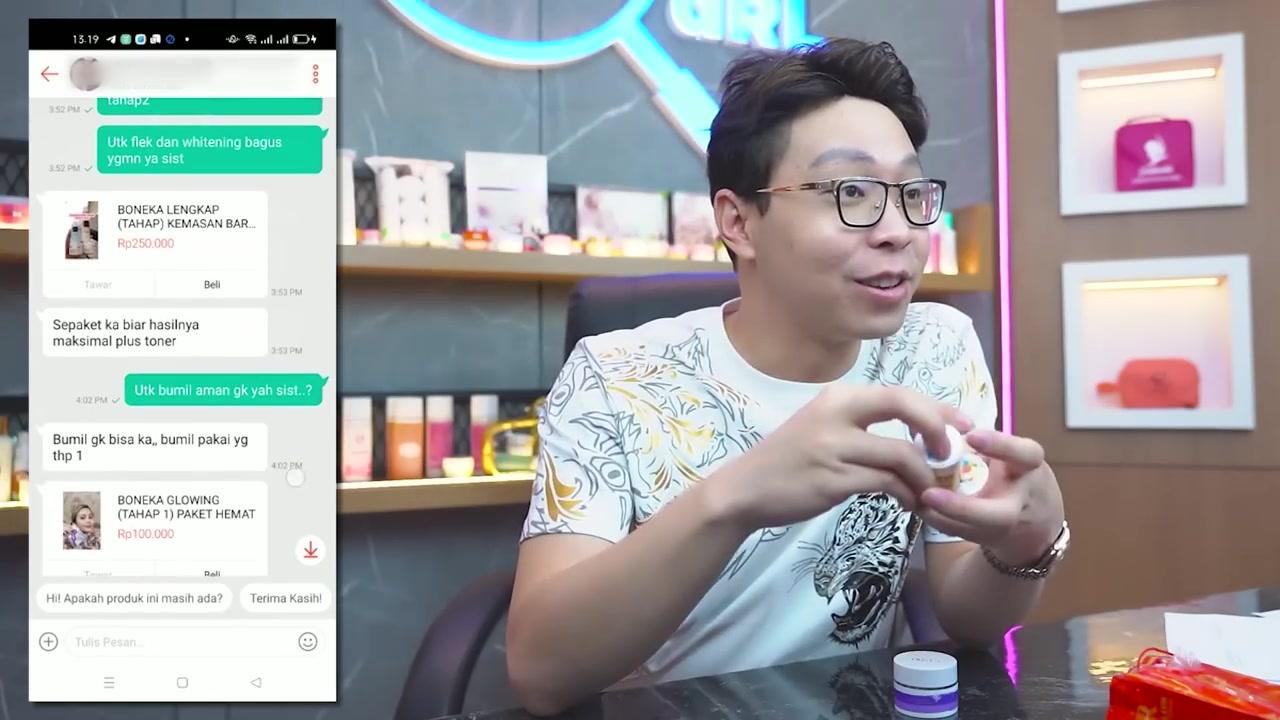 13.19
tahap2
3:52 PM
Utk flek dan whitening bagus
ygmn ya sist
3:52 PM
BONEKA LENGKAP
(TAHAP) KEMASAN BAR...
Rp250.000
Tawar
Beli
3:53 PM
Sepaket ka biar hasilnya
maksimal plus toner
3:53 PM
Utk bumil aman gk yah sist..?
4:02 PM
Bumil gk bisa ka,, bumil pakai yg
thp 1
4:02 PM
BONEKA GLOWING
(TAHAP 1) PAKET HEMAT
Rp100.000
Tawar
Beli
Hi! Apakah produk ini masih ada?
Terima Kasih!
Tulis Pesan...
GRL